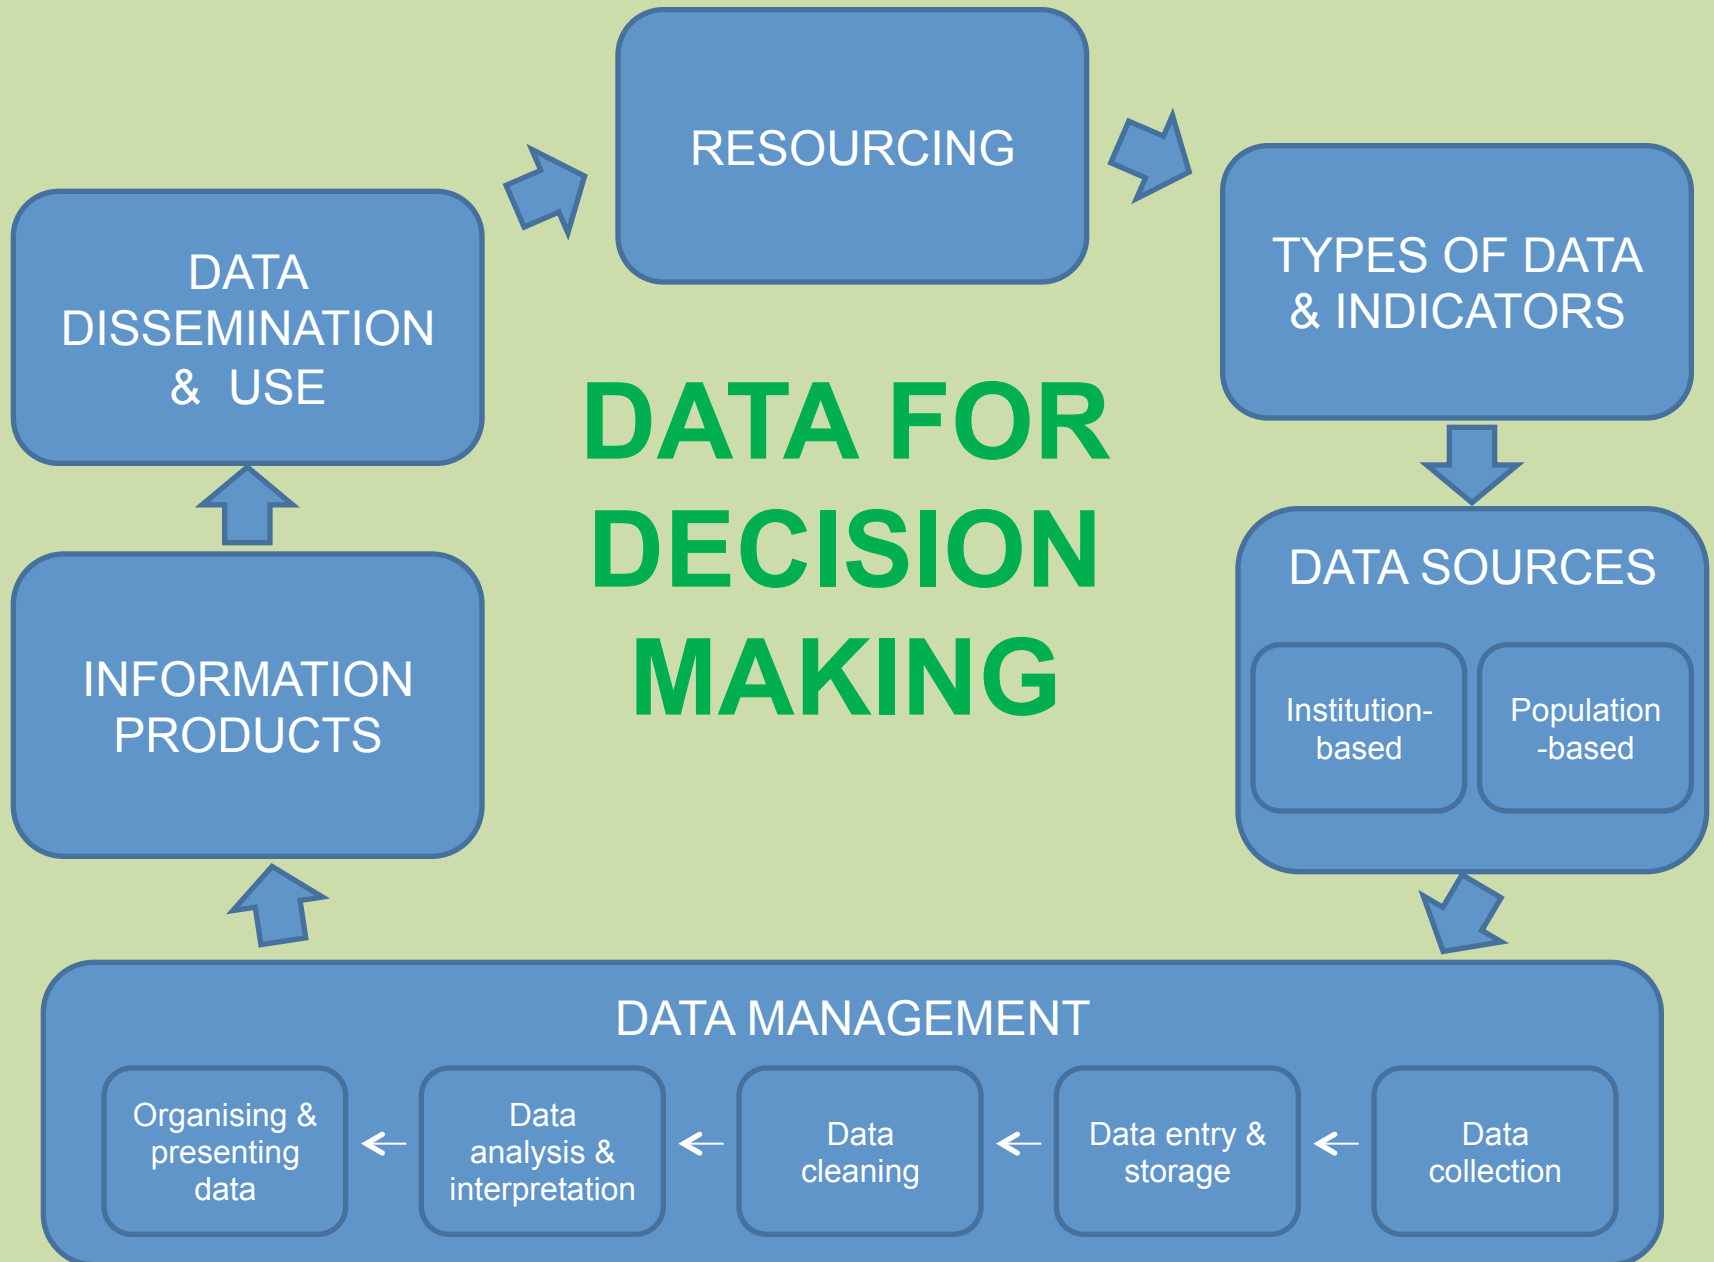 RESOURCING
TYPES OF DATA
& INDICATORS
DATA
DISSEMINATION
& USE
DATA FOR
DECISION
MAKING
DATA SOURCES
Institution-
based
Population
-based
INFORMATION
PRODUCTS
DATA MANAGEMENT
Organising &
presenting
data
Data
analysis &
interpretation
Data
cleaning
Data entry &
storage
Data
collection